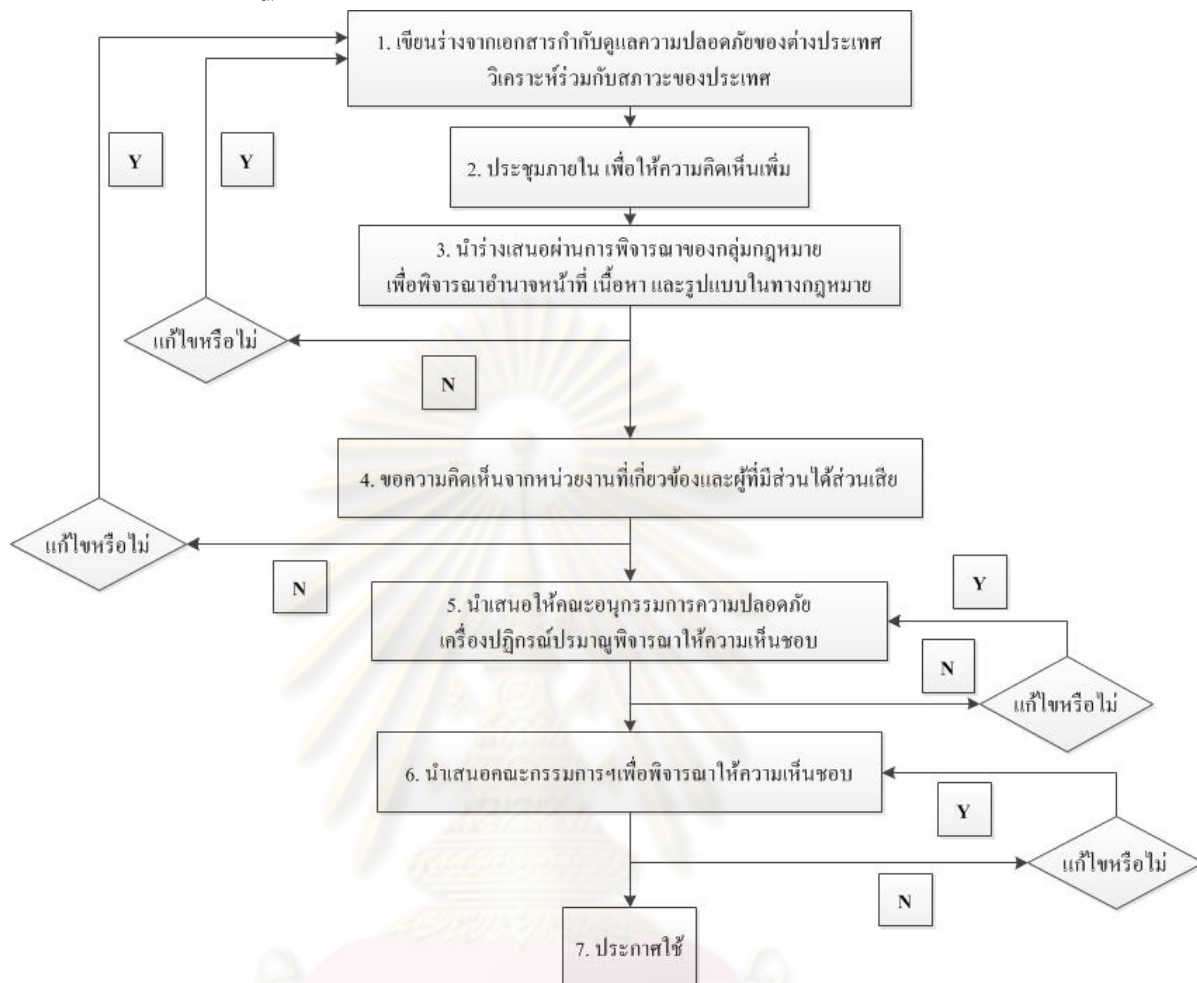 1. เขียนร่างจากเอกสารกำกับดูแลความปลอดภัยของต่างประเทศ
วิเคราะห์ร่วมกับสภาวะของประเทศ
Y
Y
2. ประชุมภายใน เพื่อให้ความคิดเห็นเพิ่ม
3. นำร่างเสนอผ่านการพิจารณาของกลุ่มกฎหมาย
เพื่อพิจารณาอำนาจหน้าที่ เนื้อหา และรูปแบบในทางกฎหมาย
แก้ไขหรือไม่
N
4. ขอความคิดเห็นจากหน่วยงานที่เกี่ยวข้องและผู้ที่มีส่วนได้ส่วนเสีย
แก้ไขหรือไม่
N
Y
5. นำเสนอให้คณะอนุกรรมการความปลอดภัย
เครื่องปฏิกรณ์ปรมาณูพิจารณาให้ความเห็นชอบ
N
แก้ไขหรือไม่
6. นำเสนอคณะกรรมการฯเพื่อพิจารณาให้ความเห็นชอบ
Y
แก้ไขหรือไม่
N
7. ประกาศใช้